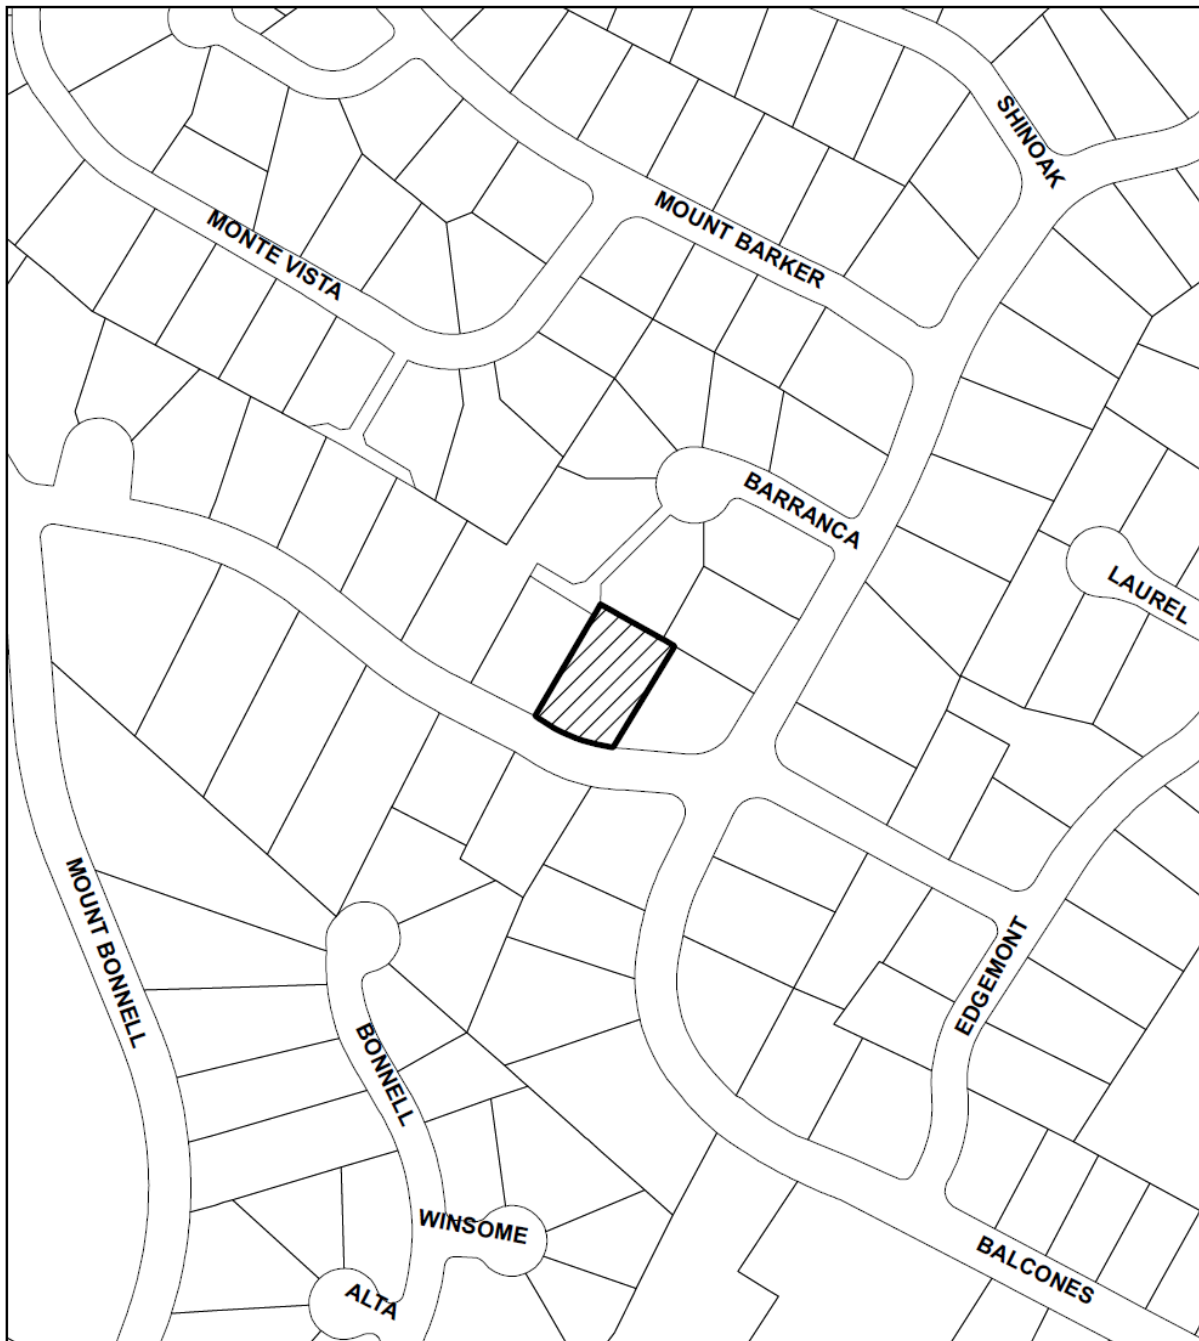 SHINOAK
MOUNT BARKER
MONTE VISTA
BARRANCA
LAUREL
MOUNT BONNELL
EDGEMONT
BONNELL
WINSOME
BALCONES
ALTA